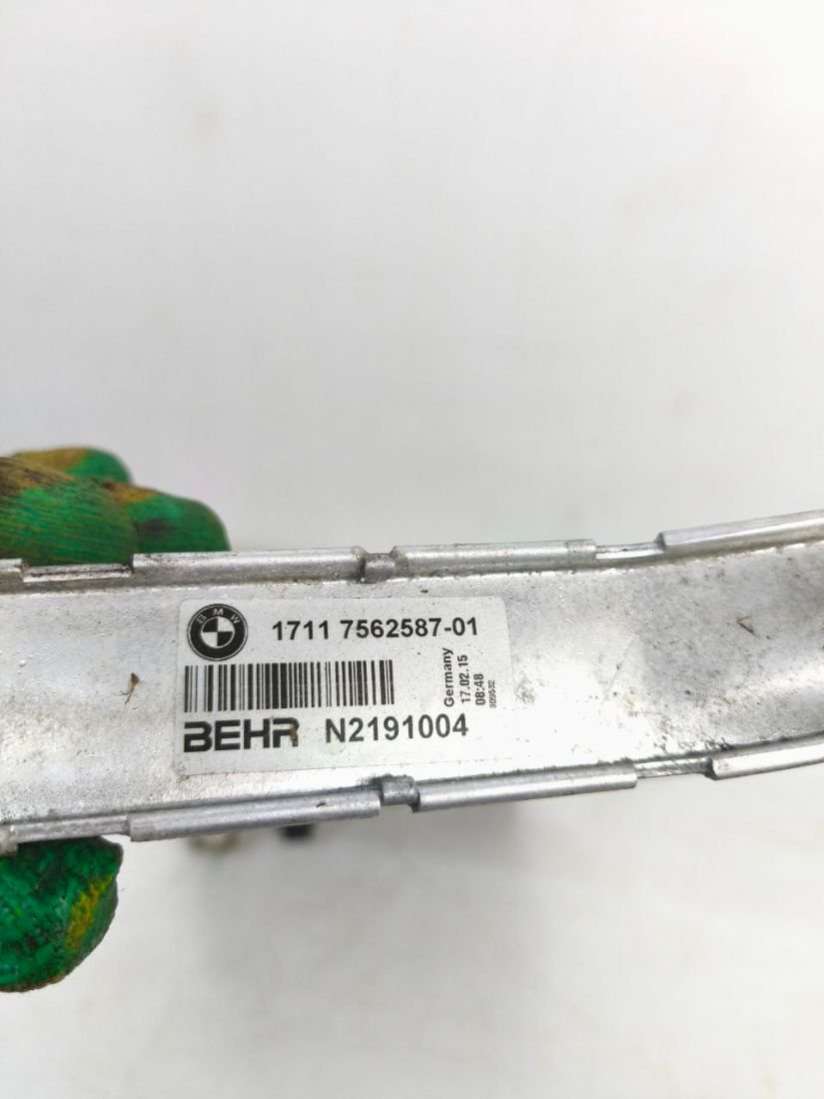 BMW
1711 7562587-01
Germany
17.02.15
08:48
BEHR N2191004